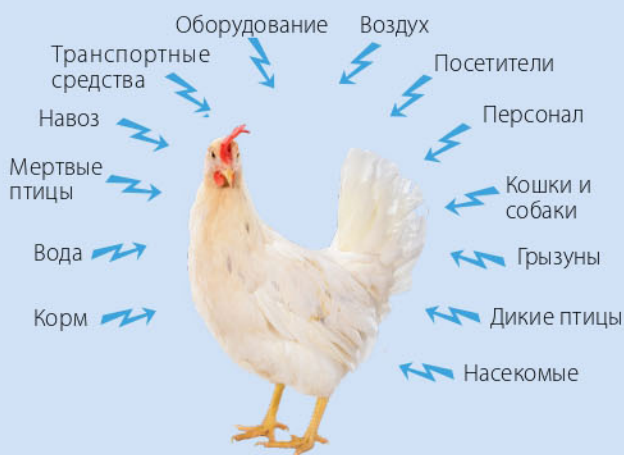 Оборудование
Воздух
Транспортные
средства
Посетители
Навоз
Персонал
Мертвые
птицы
Кошки и
собаки
Вода
Грызуны
Корм
Дикие птицы
Насекомые